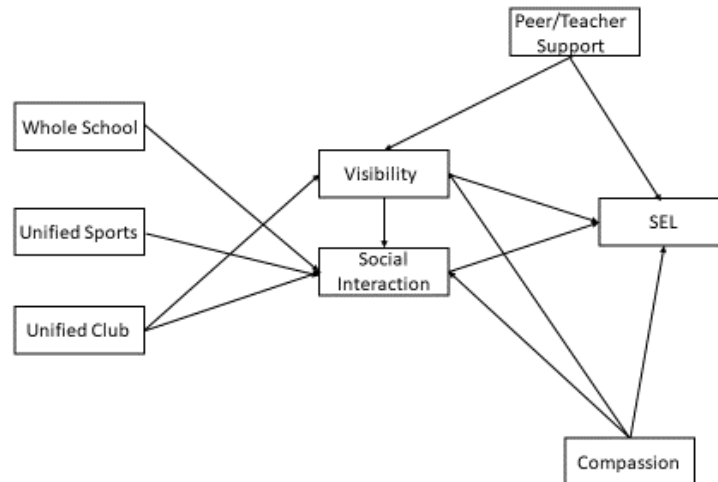 Peer/Teacher
Support
Whole School
Visibility
Unified Sports
SEL
Social
Interaction
Unified Club
Compassion